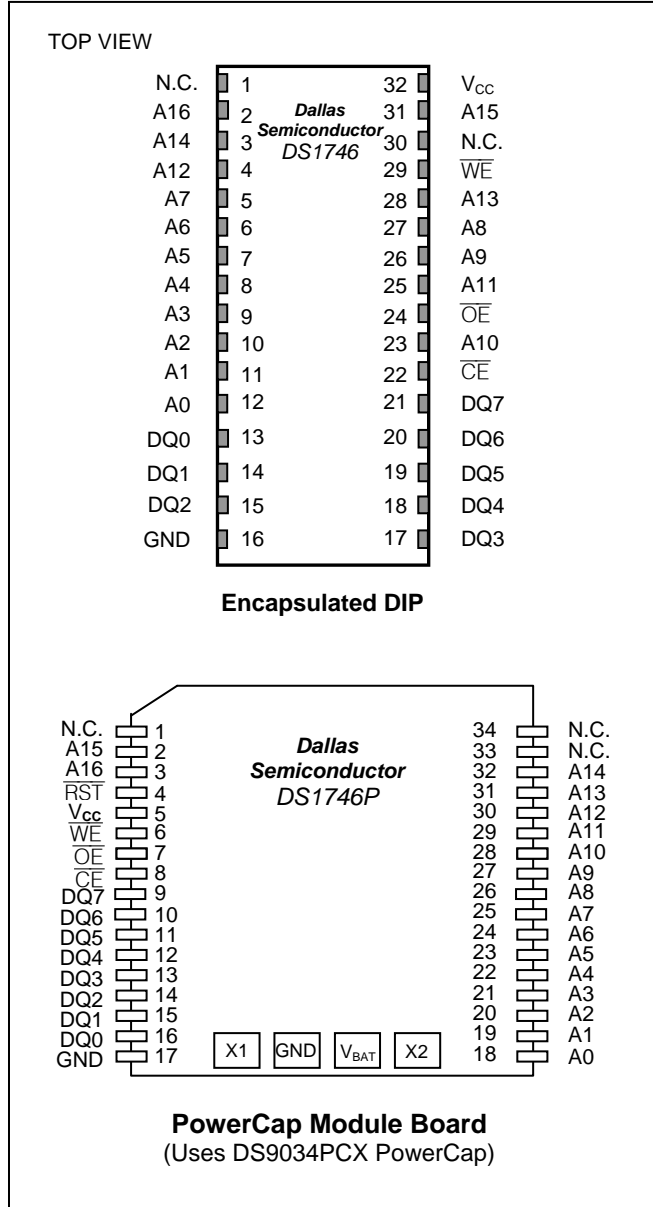 TOP VIEW
N.C. 1 32 VCC
A16 2 Dallas 31 A15
A14 3 Semiconductor 30 N.C.
A12 4 DS1746 29 W̅E̅
A7 5 28 A13
A6 6 27 A8
A5 7 26 A9
A4 8 25 A11
A3 9 24 O̅E̅
A2 10 23 A10
A1 11 22 C̅E̅
A0 12 21 DQ7
DQ0 13 20 DQ6
DQ1 14 19 DQ5
DQ2 15 18 DQ4
GND 16 17 DQ3
Encapsulated DIP
N.C. 1 34 N.C.
A15 2 Dallas 33 N.C.
A16 3 Semiconductor 32 A14
R̅S̅T̅ 4 DS1746P 31 A13
VCC 5 30 A12
W̅E̅ 6 29 A11
O̅E̅ 7 28 A10
C̅E̅ 8 27 A9
DQ7 9 26 A8
DQ6 10 25 A7
DQ5 11 24 A6
DQ4 12 23 A5
DQ3 13 22 A4
DQ2 14 21 A3
DQ1 15 20 A2
DQ0 16 19 A1
GND 17 X1 GND VBAT X2 18 A0
PowerCap Module Board
(Uses DS9034PCX PowerCap)